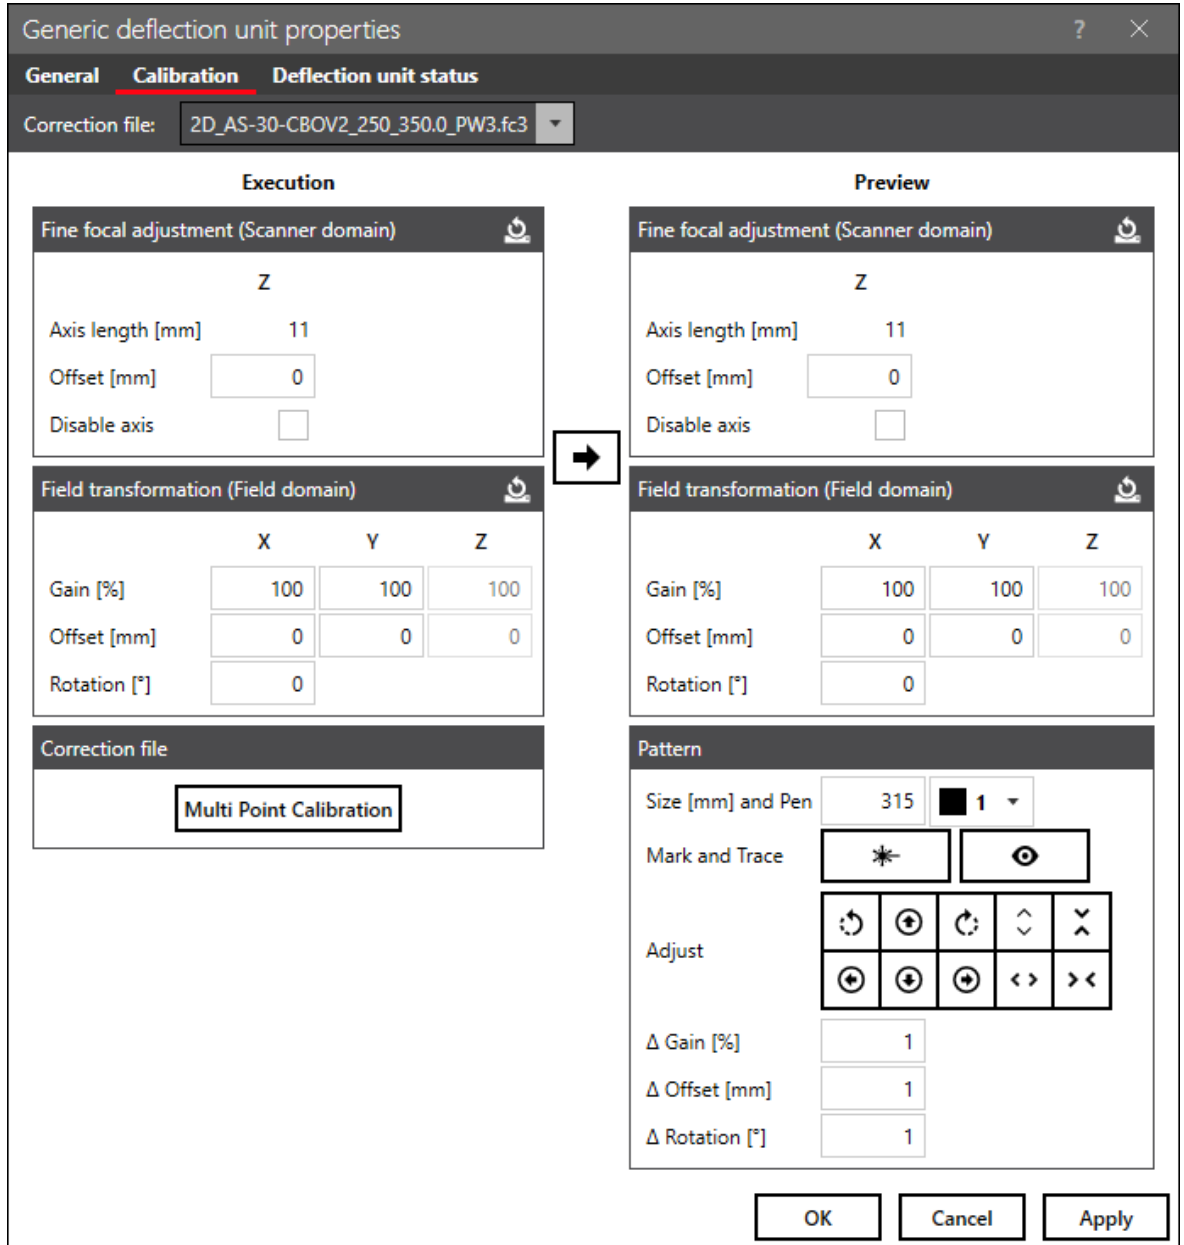 Generic deflection unit properties ?
General Calibration Deflection unit status
Correction file: 2D_AS-30-CBOV2_250_350.0_PW3.fc3
Execution
Fine focal adjustment (Scanner domain)
Z
Axis length [mm] 11
Offset [mm] 0
Disable axis
Field transformation (Field domain)
X Y Z
Gain [%] 100 100 100
Offset [mm] 0 0 0
Rotation [°] 0
Correction file
Multi Point Calibration
Preview
Fine focal adjustment (Scanner domain)
Z
Axis length [mm] 11
Offset [mm] 0
Disable axis
Field transformation (Field domain)
X Y Z
Gain [%] 100 100 100
Offset [mm] 0 0 0
Rotation [°] 0
Pattern
Size [mm] and Pen 315 1
Mark and Trace
Adjust
Δ Gain [%] 1
Δ Offset [mm] 1
Δ Rotation [°] 1
OK Cancel Apply